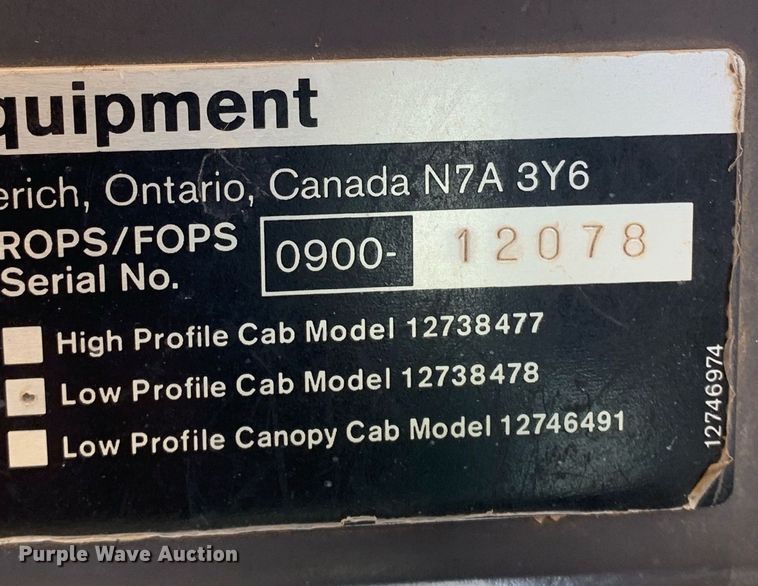 quipment
erich, Ontario, Canada N7A 3Y6
ROPS/FOPS
Serial No.
0900- 12078
High Profile Cab Model 12738477
Low Profile Cab Model 12738478
Low Profile Canopy Cab Model 12746491
12746974
Purple Wave Auction